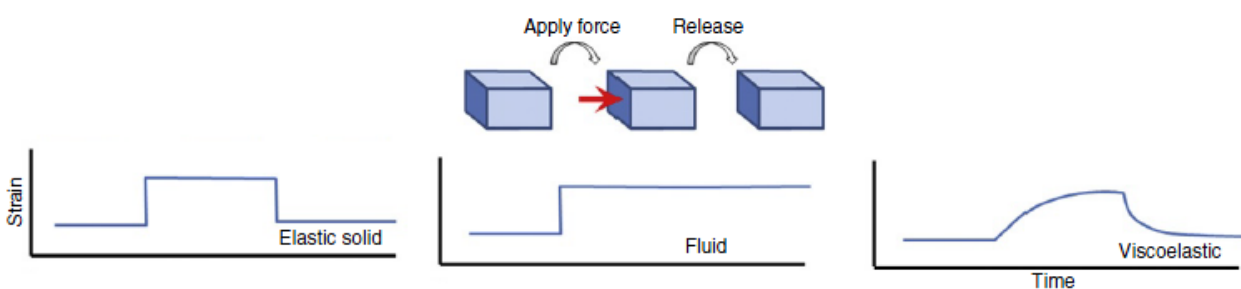 Apply force
Release
Strain
Elastic solid
Fluid
Viscoelastic
Time